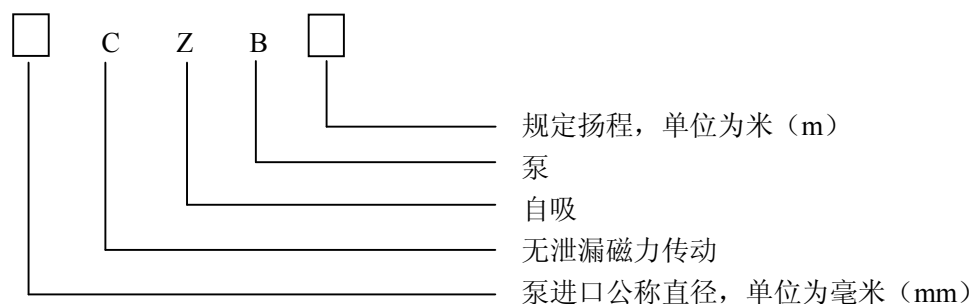 C Z B
规定扬程，单位为米（m）
泵
自吸
无泄漏磁力传动
泵进口公称直径，单位为毫米（mm）